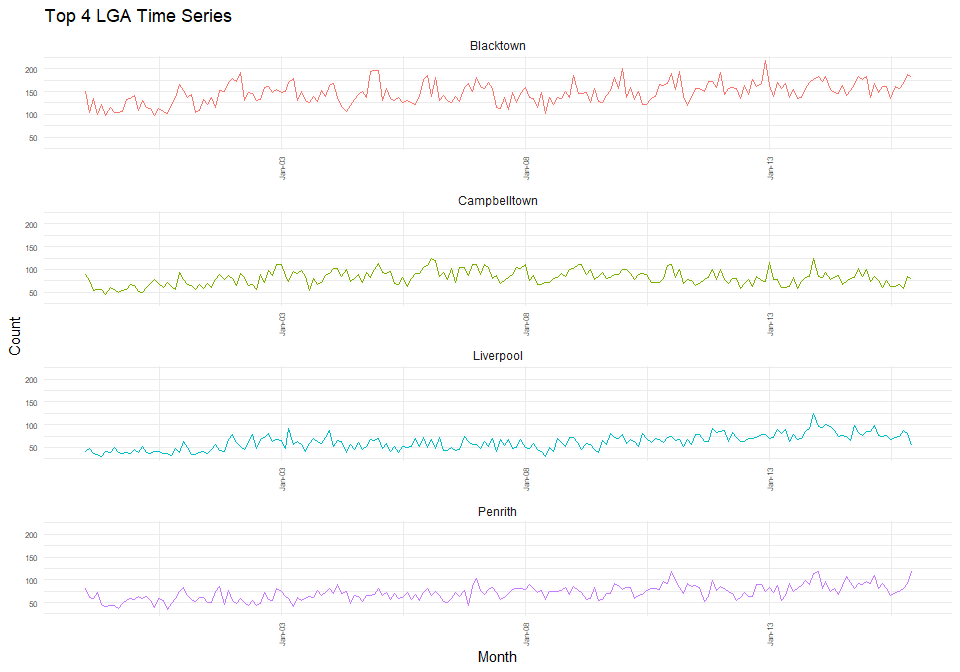 Top 4 LGA Time Series
Blacktown
200
150
100
50
Jan-03
Jan-08
Jan-13
Campbelltown
200
150
100
50
Jan-03
Jan-08
Jan-13
Count
Liverpool
200
150
100
50
Jan-03
Jan-08
Jan-13
Penrith
200
150
100
50
Jan-03
Jan-08
Jan-13
Month